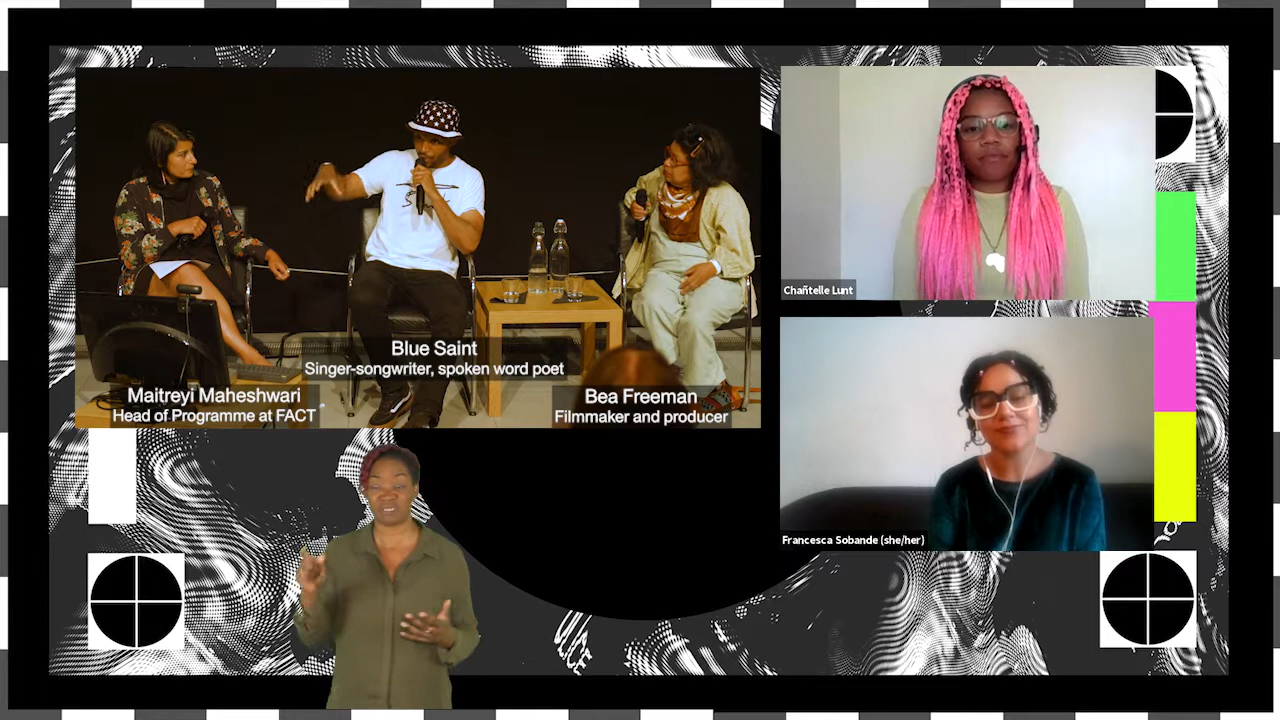 Blue Saint
Singer-songwriter, spoken word poet
Maitreyi Maheshwari
Head of Programme at FACT
Bea Freeman
Filmmaker and producer
Chantelle Lunt
Francesca Sobande (she/her)